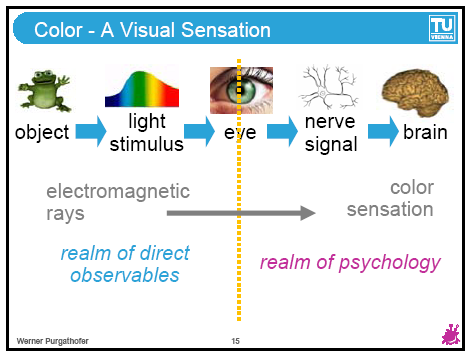 Color - A Visual Sensation
TU
VIENNA
object
light
stimulus
eye
nerve
signal
brain
electromagnetic
rays
color
sensation
realm of direct
observables
realm of psychology
Werner Purgathofer
15